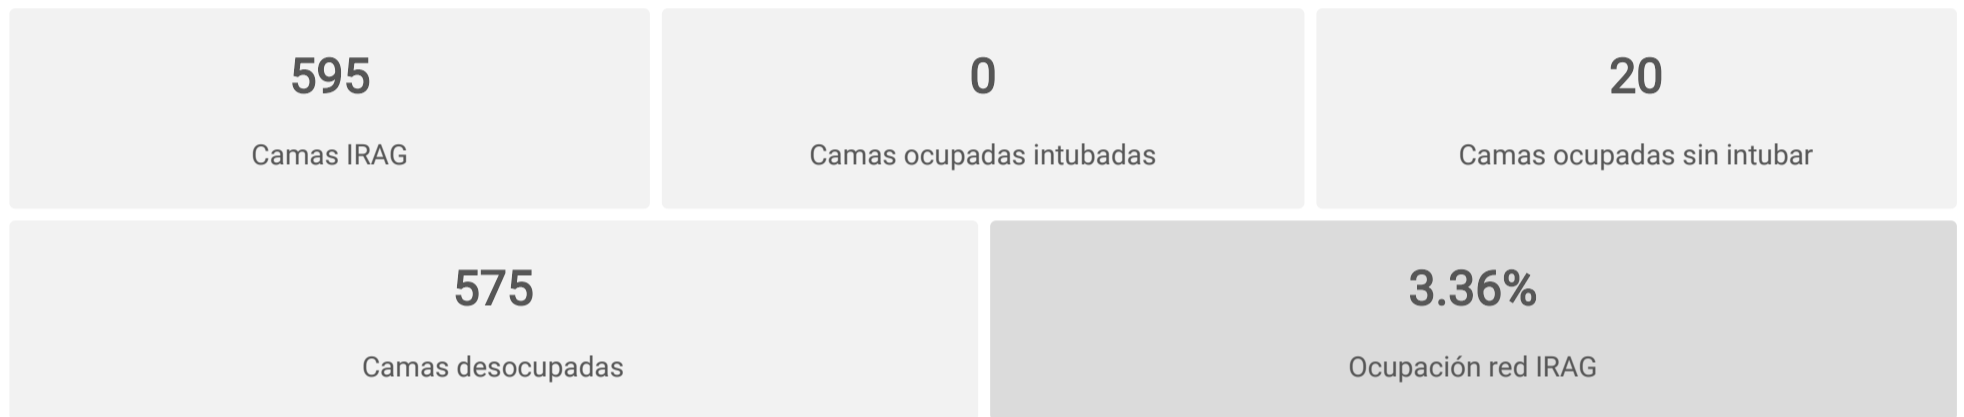 595
Camas IRAG
0
Camas ocupadas intubadas
20
Camas ocupadas sin intubar
575
Camas desocupadas
3.36%
Ocupación red IRAG